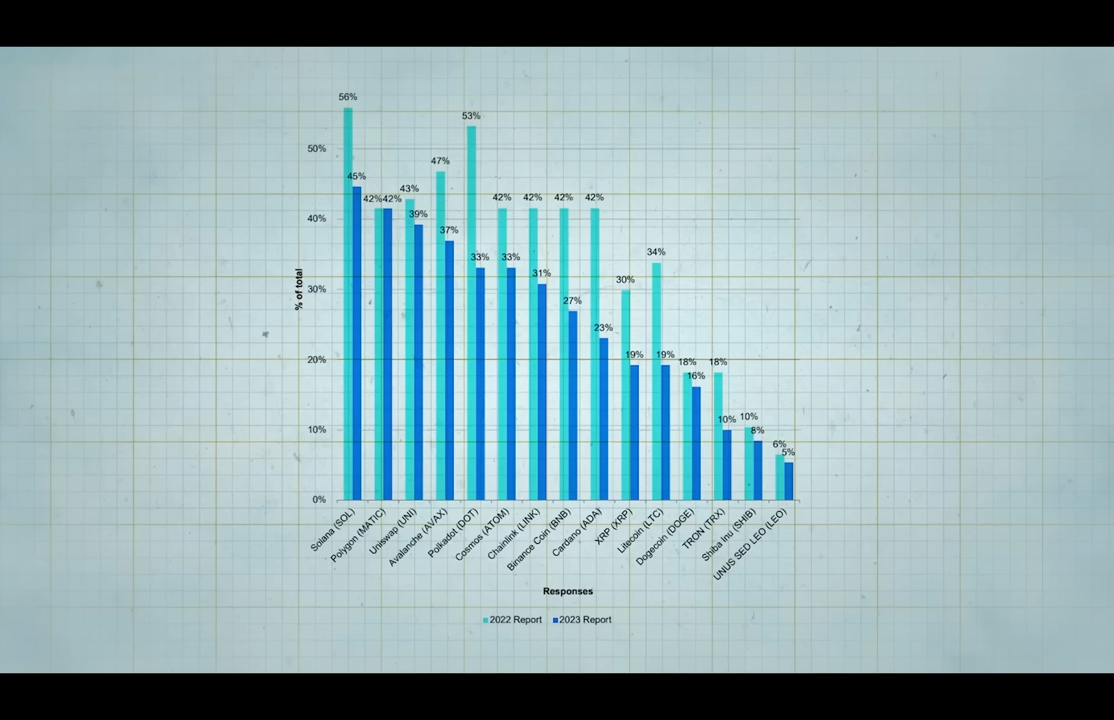 56%
53%
50%
47%
45%
43%
42%
42%
42%
42%
42%
42%
40%
39%
37%
34%
33%
33%
31%
30%
30%
27%
23%
20%
19%
19%
18%
18%
16%
10%
10%
10%
8%
6%
5%
0%
% of total
Solana (SOL)
Polygon (MATIC)
Uniswap (UNI)
Avalanche (AVAX)
Polkadot (DOT)
Cosmos (ATOM)
Chainlink (LINK)
Binance Coin (BNB)
Cardano (ADA)
XRP (XRP)
Litecoin (LTC)
Dogecoin (DOGE)
TRON (TRX)
Shiba Inu (SHIB)
UNUS SED LEO (LEO)
Responses
2022 Report 2023 Report